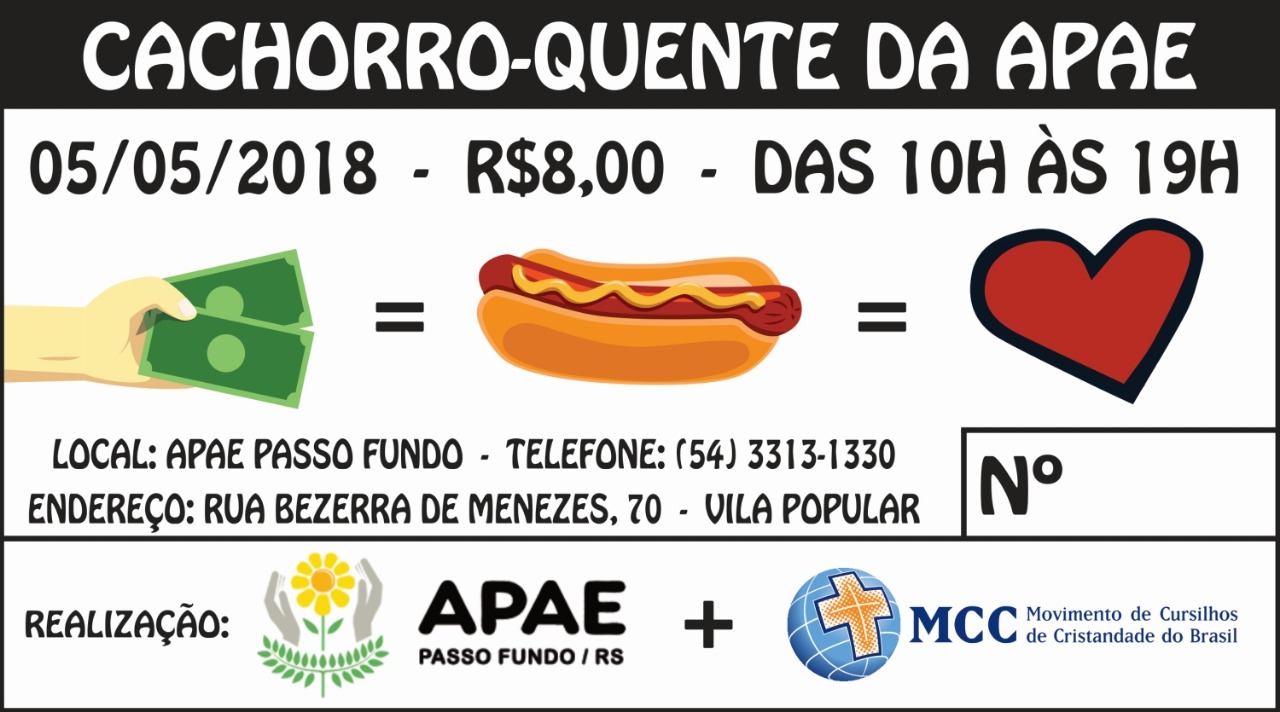 CACHORRO-QUENTE DA APAE
05/05/2018 - R$8,00 - DAS 10H ÀS 19H
= =
LOCAL: APAE PASSO FUNDO - TELEFONE: (54) 3313-1330
ENDEREÇO: RUA BEZERRA DE MENEZES, 70 - VILA POPULAR
Nº
REALIZAÇÃO:
APAE
PASSO FUNDO / RS
+
MCC
Movimento de Cursilhos
de Cristandade do Brasil